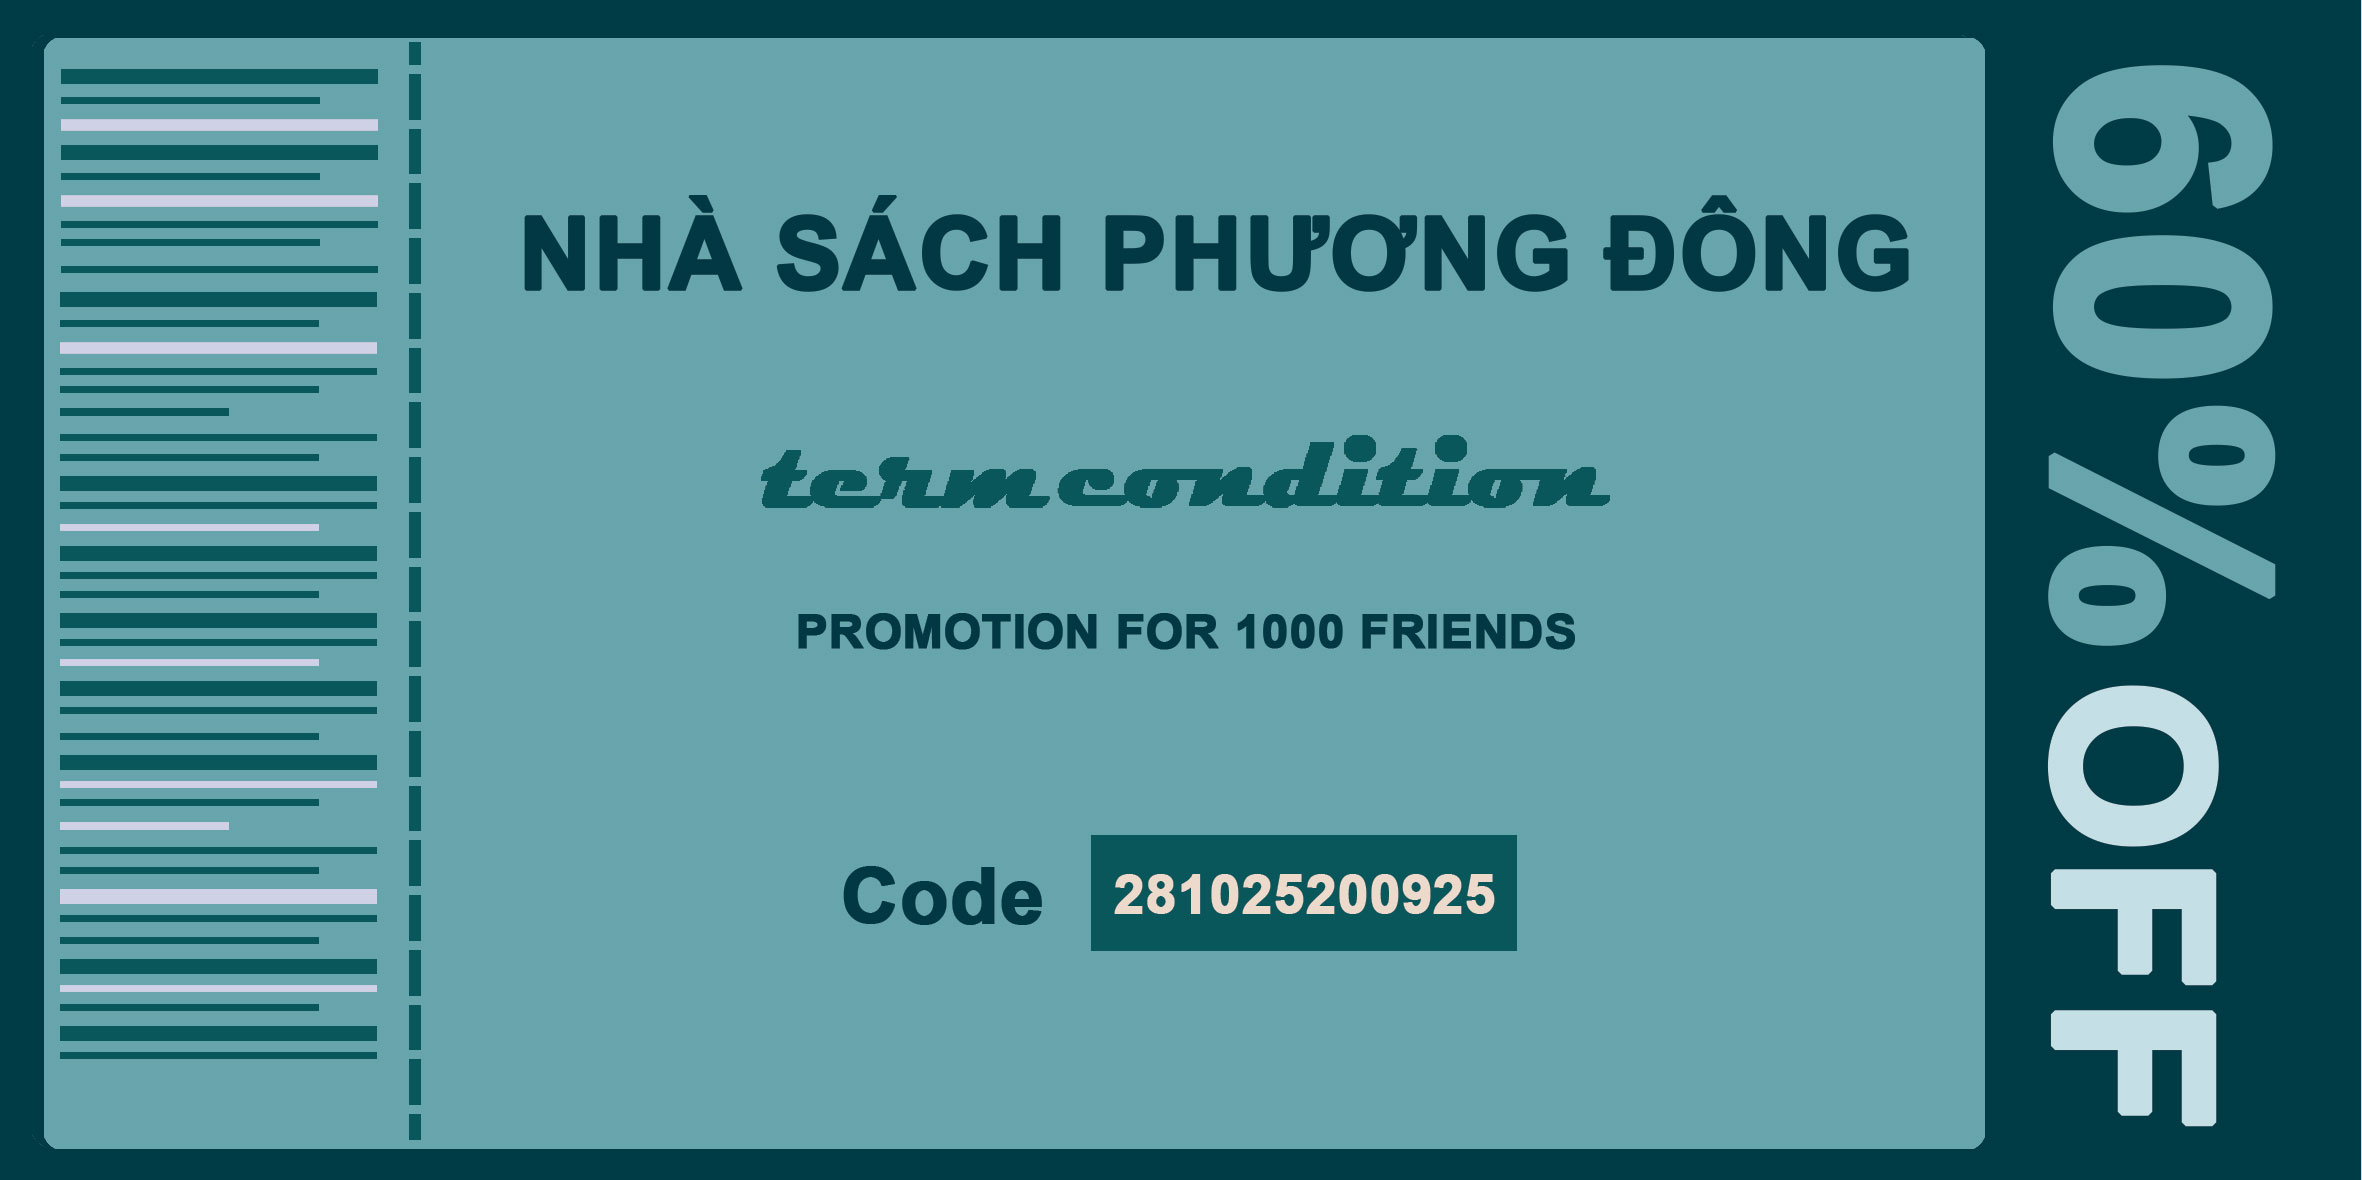 NHÀ SÁCH PHƯƠNG ĐÔNG
term condition
PROMOTION FOR 1000 FRIENDS
Code 281025200925
60% OFF